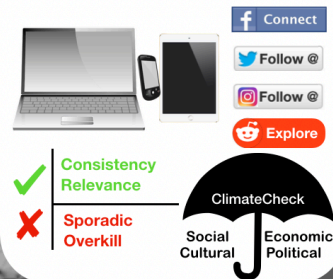 Connect
Follow @
Follow @
Explore
Consistency
Relevance
Sporadic
Overkill
ClimateCheck
Social
Cultural
Economic
Political